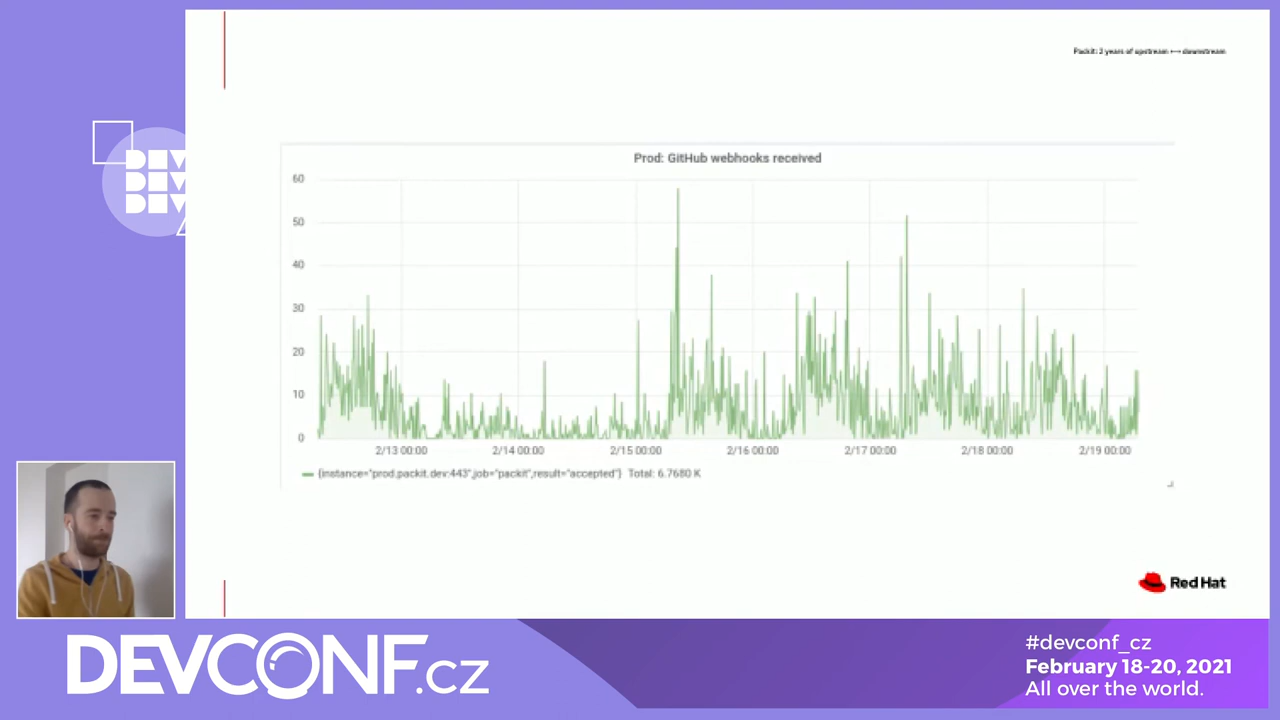 Packit: 2 years of upstream ⟷ downstream
DEV
DEV
DEV
Prod: GitHub webhooks received
60
50
40
30
20
10
0
2/13 00:00 2/14 00:00 2/15 00:00 2/16 00:00 2/17 00:00 2/18 00:00 2/19 00:00
{instance="prod.packit.dev:443",job="packit",result="accepted"} Total: 6.7680 K
Red Hat
DEVCONF.cz
#devconf_cz
February 18-20, 2021
All over the world.